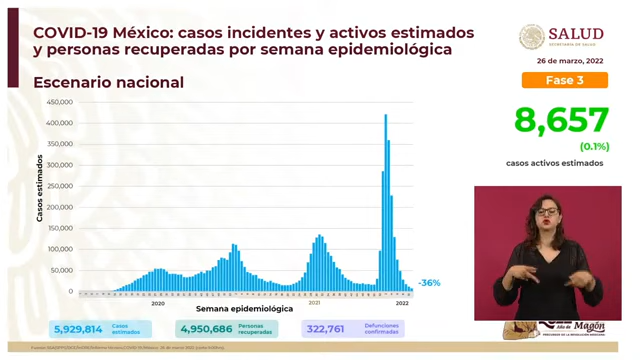 COVID-19 México: casos incidentes y activos estimados
y personas recuperadas por semana epidemiológica
SALUD
SECRETARÍA DE SALUD
26 de marzo, 2022
Escenario nacional
Fase 3
8,657
(0.1%)
casos activos estimados
Casos estimados
450,000
400,000
350,000
300,000
250,000
200,000
150,000
100,000
50,000
0
-36%
2020
2021
2022
Semana epidemiológica
5,929,814 Casos estimados
4,950,686 Personas recuperadas
322,761 Defunciones confirmadas
Año de Magón